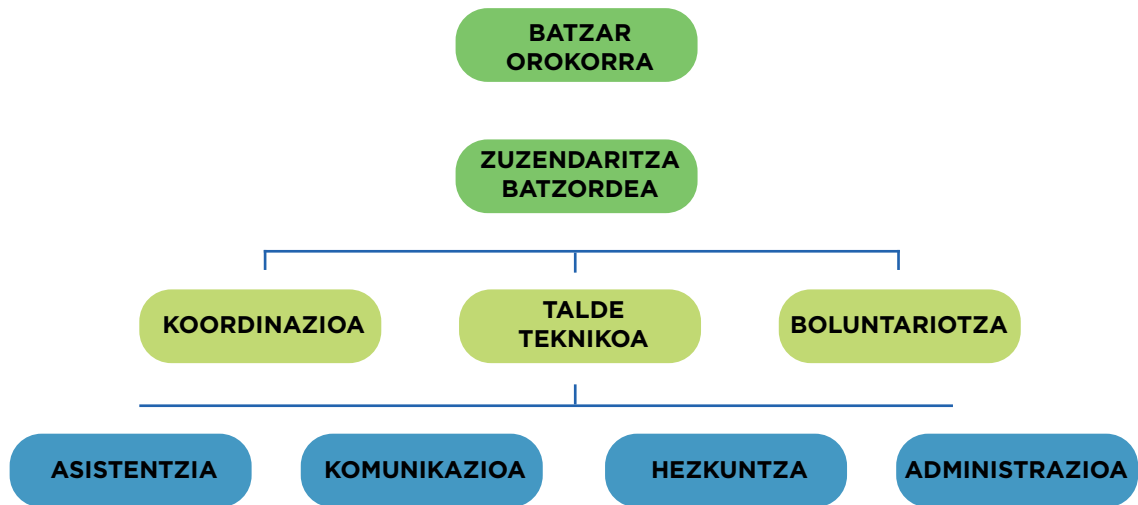 BATZAR
OROKORRA
ZUZENDARITZA
BATZORDEA
KOORDINAZIOA
TALDE
TEKNIKOA
BOLUNTARIOTZA
ASISTENTZIA
KOMUNIKAZIOA
HEZKUNTZA
ADMINISTRAZIOA